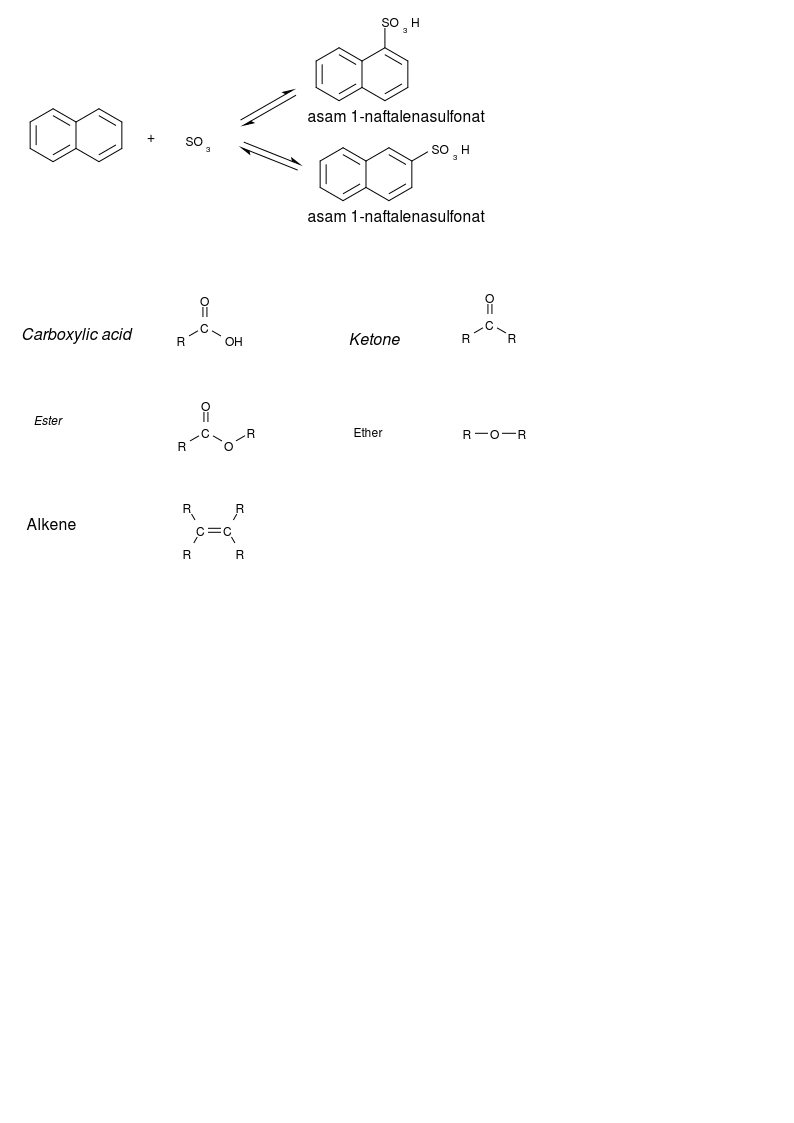 SO3H
asam 1-naftalenasulfonat
+ SO3
SO3H
asam 1-naftalenasulfonat
Carboxylic acid
O
C
R OH
Ketone
O
C
R R
Ester
O
C
R O R
Ether
R O R
Alkene
R R
C C
R R